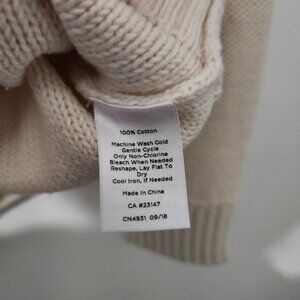 100% Cotton
Machine Wash Cold
Gentle Cycle
Only Non-Chlorine
Bleach When Needed
Reshape, Lay Flat To
Dry
Cool Iron, If Needed
Made In China
CA #23147
CN4931 09/18